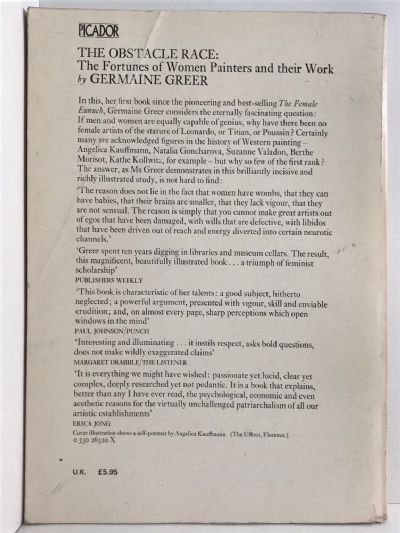 PICADOR
THE OBSTACLE RACE:
The Fortunes of Women Painters and their Work
by GERMAINE GREER
In this, her first book since the pioneering and best-selling The Female
Eunuch, Germaine Greer considers the eternally fascinating question:
If men and women are equally capable of genius, why have there been no
female artists of the stature of Leonardo, or Titian, or Poussin? Certainly
many are acknowledged figures in the history of Western painting –
Angelica Kauffmann, Natalia Goncharova, Suzanne Valadon, Berthe
Morisot, Kathe Kollwitz, for example – but why so few of the first rank?
The answer, as Ms Greer demonstrates in this brilliantly incisive and
richly illustrated study, is not hard to find:
'The reason does not lie in the fact that women have wombs, that they can
have babies, that their brains are smaller, that they lack vigour, that they
are not sensual. The reason is simply that you cannot make great artists out
of egos that have been damaged, with wills that are defective, with libidos
that have been driven out of reach and energy diverted into certain neurotic
channels.'
'Greer spent ten years digging in libraries and museum cellars. The result,
this magnificent, beautifully illustrated book . . . a triumph of feminist
scholarship'
PUBLISHERS WEEKLY
'This book is characteristic of her talents: a good subject, hitherto
neglected; a powerful argument, presented with vigour, skill and enviable
erudition; and, on almost every page, sharp perceptions which open
windows in the mind'
PAUL JOHNSON/PUNCH
'Interesting and illuminating . . . it instils respect, asks bold questions,
does not make wildly exaggerated claims'
MARGARET DRABBLE/THE LISTENER
'It is everything we might have wished: passionate yet lucid, clear yet
complex, deeply researched yet not pedantic. It is a book that explains,
better than any I have ever read, the psychological, economic and even
aesthetic reasons for the virtually unchallenged patriarchalism of all our
artistic establishments'
ERICA JONG
Cover illustration shows a self-portrait by Angelica Kauffmann. (The Uffizi, Florence.)
0 330 26320 X
U.K. £5.95